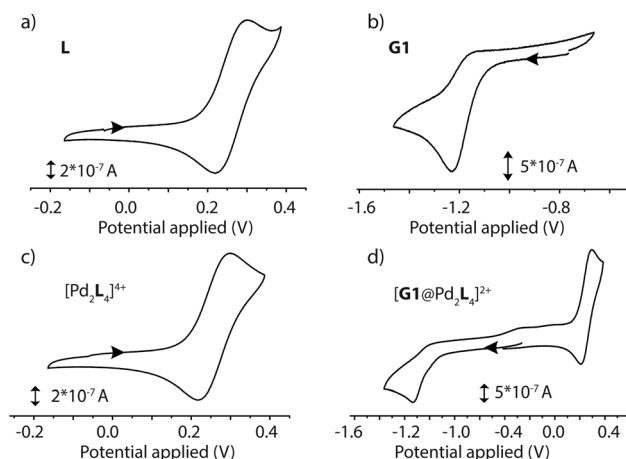 a)
L
2*10⁻⁷ A
-0.2 0.0 0.2 0.4
Potential applied (V)
b)
G1
5*10⁻⁷ A
-1.6 -1.2 -0.8
Potential applied (V)
c)
[Pd₂L₄]⁴⁺
2*10⁻⁷ A
-0.2 0.0 0.2 0.4
Potential applied (V)
d)
[G1@Pd₂L₄]²⁺
5*10⁻⁷ A
-1.6 -1.2 -1.0 -0.4 0.0 0.4
Potential applied (V)